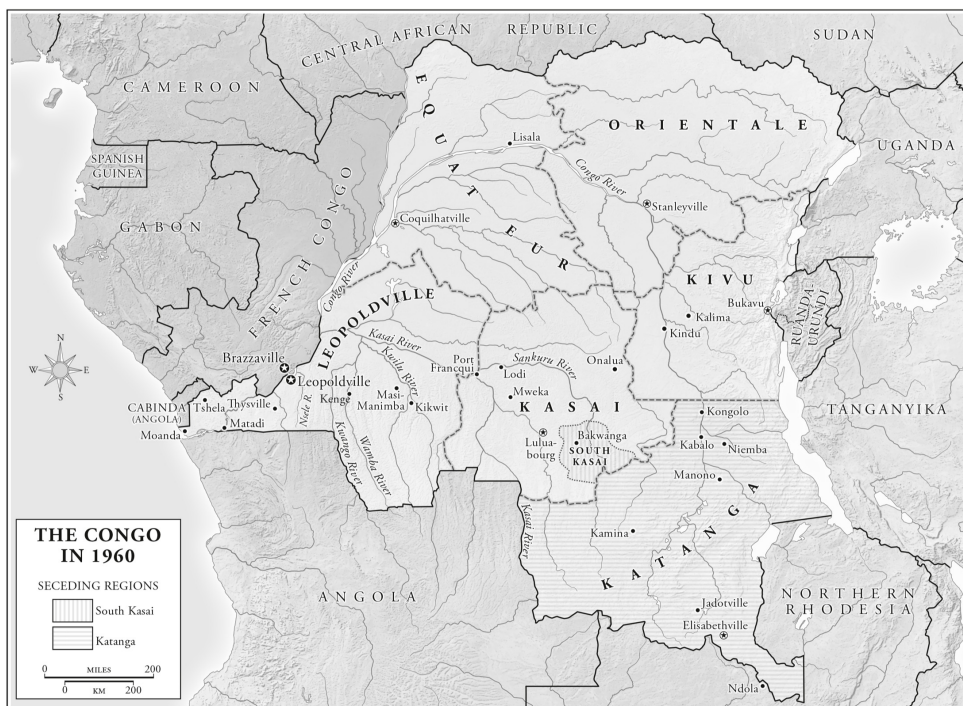 CENTRAL AFRICAN REPUBLIC
SUDAN
CAMEROON
EQUATEUR
ORIENTALE
Lisala
UGANDA
SPANISH
GUINEA
Congo River
Stanleyville
GABON
FRENCH CONGO
Coquilhatville
Congo River
KIVU
LEOPOLDVILLE
Bukavu
RUANDA-
URUNDI
Kalima
Kindu
Kasai River
Kwilu River
Port
Francqui
Sankuru River
Onalua
Lodi
Brazzaville
Leopoldville
N
W
E
S
Mweka
KASAI
Masi-
Manimba
Kenge
Kikwit
CABINDA
(ANGOLA)
Tshela
Thysville
Niele R.
Moanda
Matadi
TANGANYIKA
Kongolo
Kabalo
Niemba
Lulua-
bourg
Bakwanga
SOUTH
KASAI
Kwango River
Wamba River
Manono
Kasai River
Kamina
KATANGA
ANGOLA
NORTHERN
RHODESIA
Jadotville
Elisabethville
Ndola
THE CONGO
IN 1960
SECEDING REGIONS
South Kasai
Katanga
0 MILES 200
0 KM 200